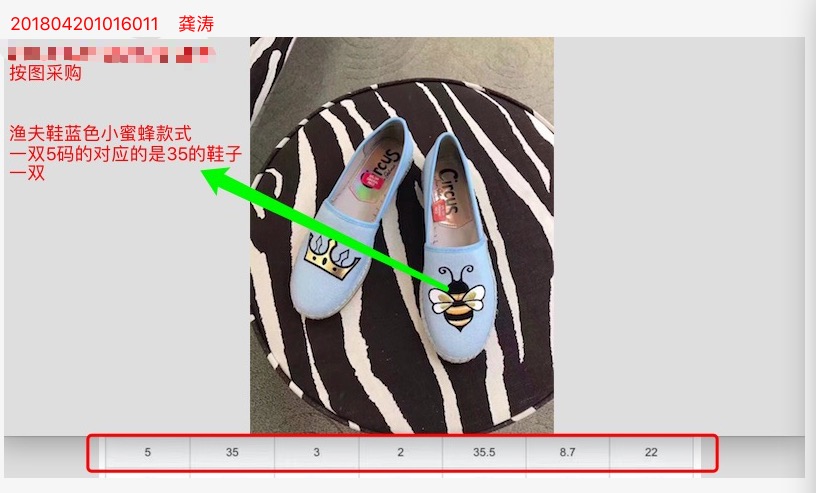 201804201016011 龚涛
按图采购
渔夫鞋蓝色小蜜蜂款式
一双5码的对应的是35的鞋子
一双
Circus
Circus
5 35 3 2 35.5 8.7 22